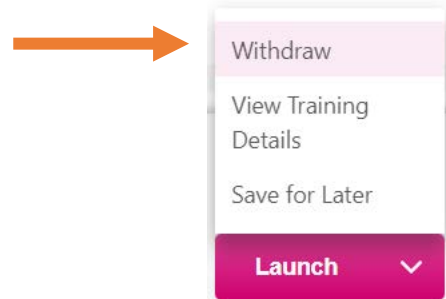 Withdraw
View Training
Details
Save for Later
Launch